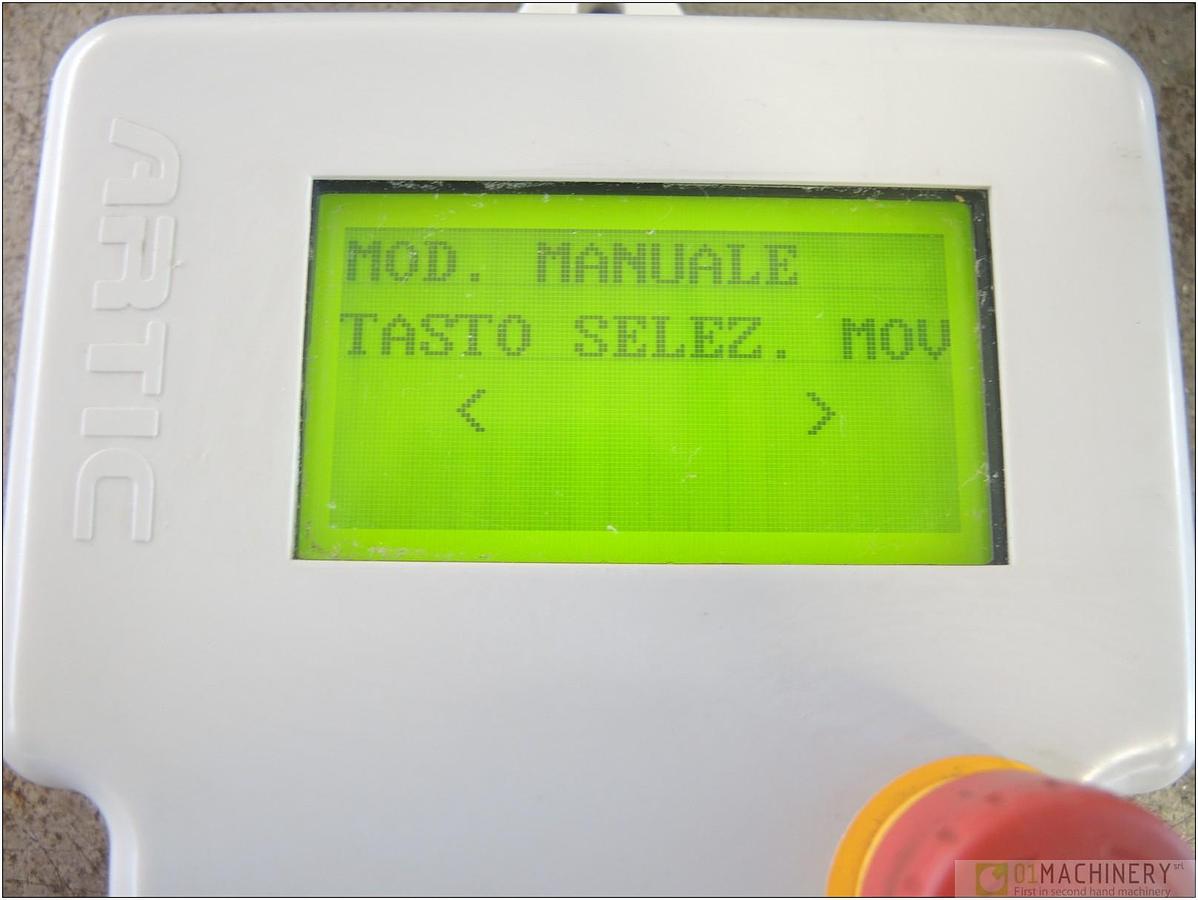 ARTIC
MOD. MANUALE
TASTO SELEZ. MOV
< >
01MACHINERY srl
First in second hand machinery